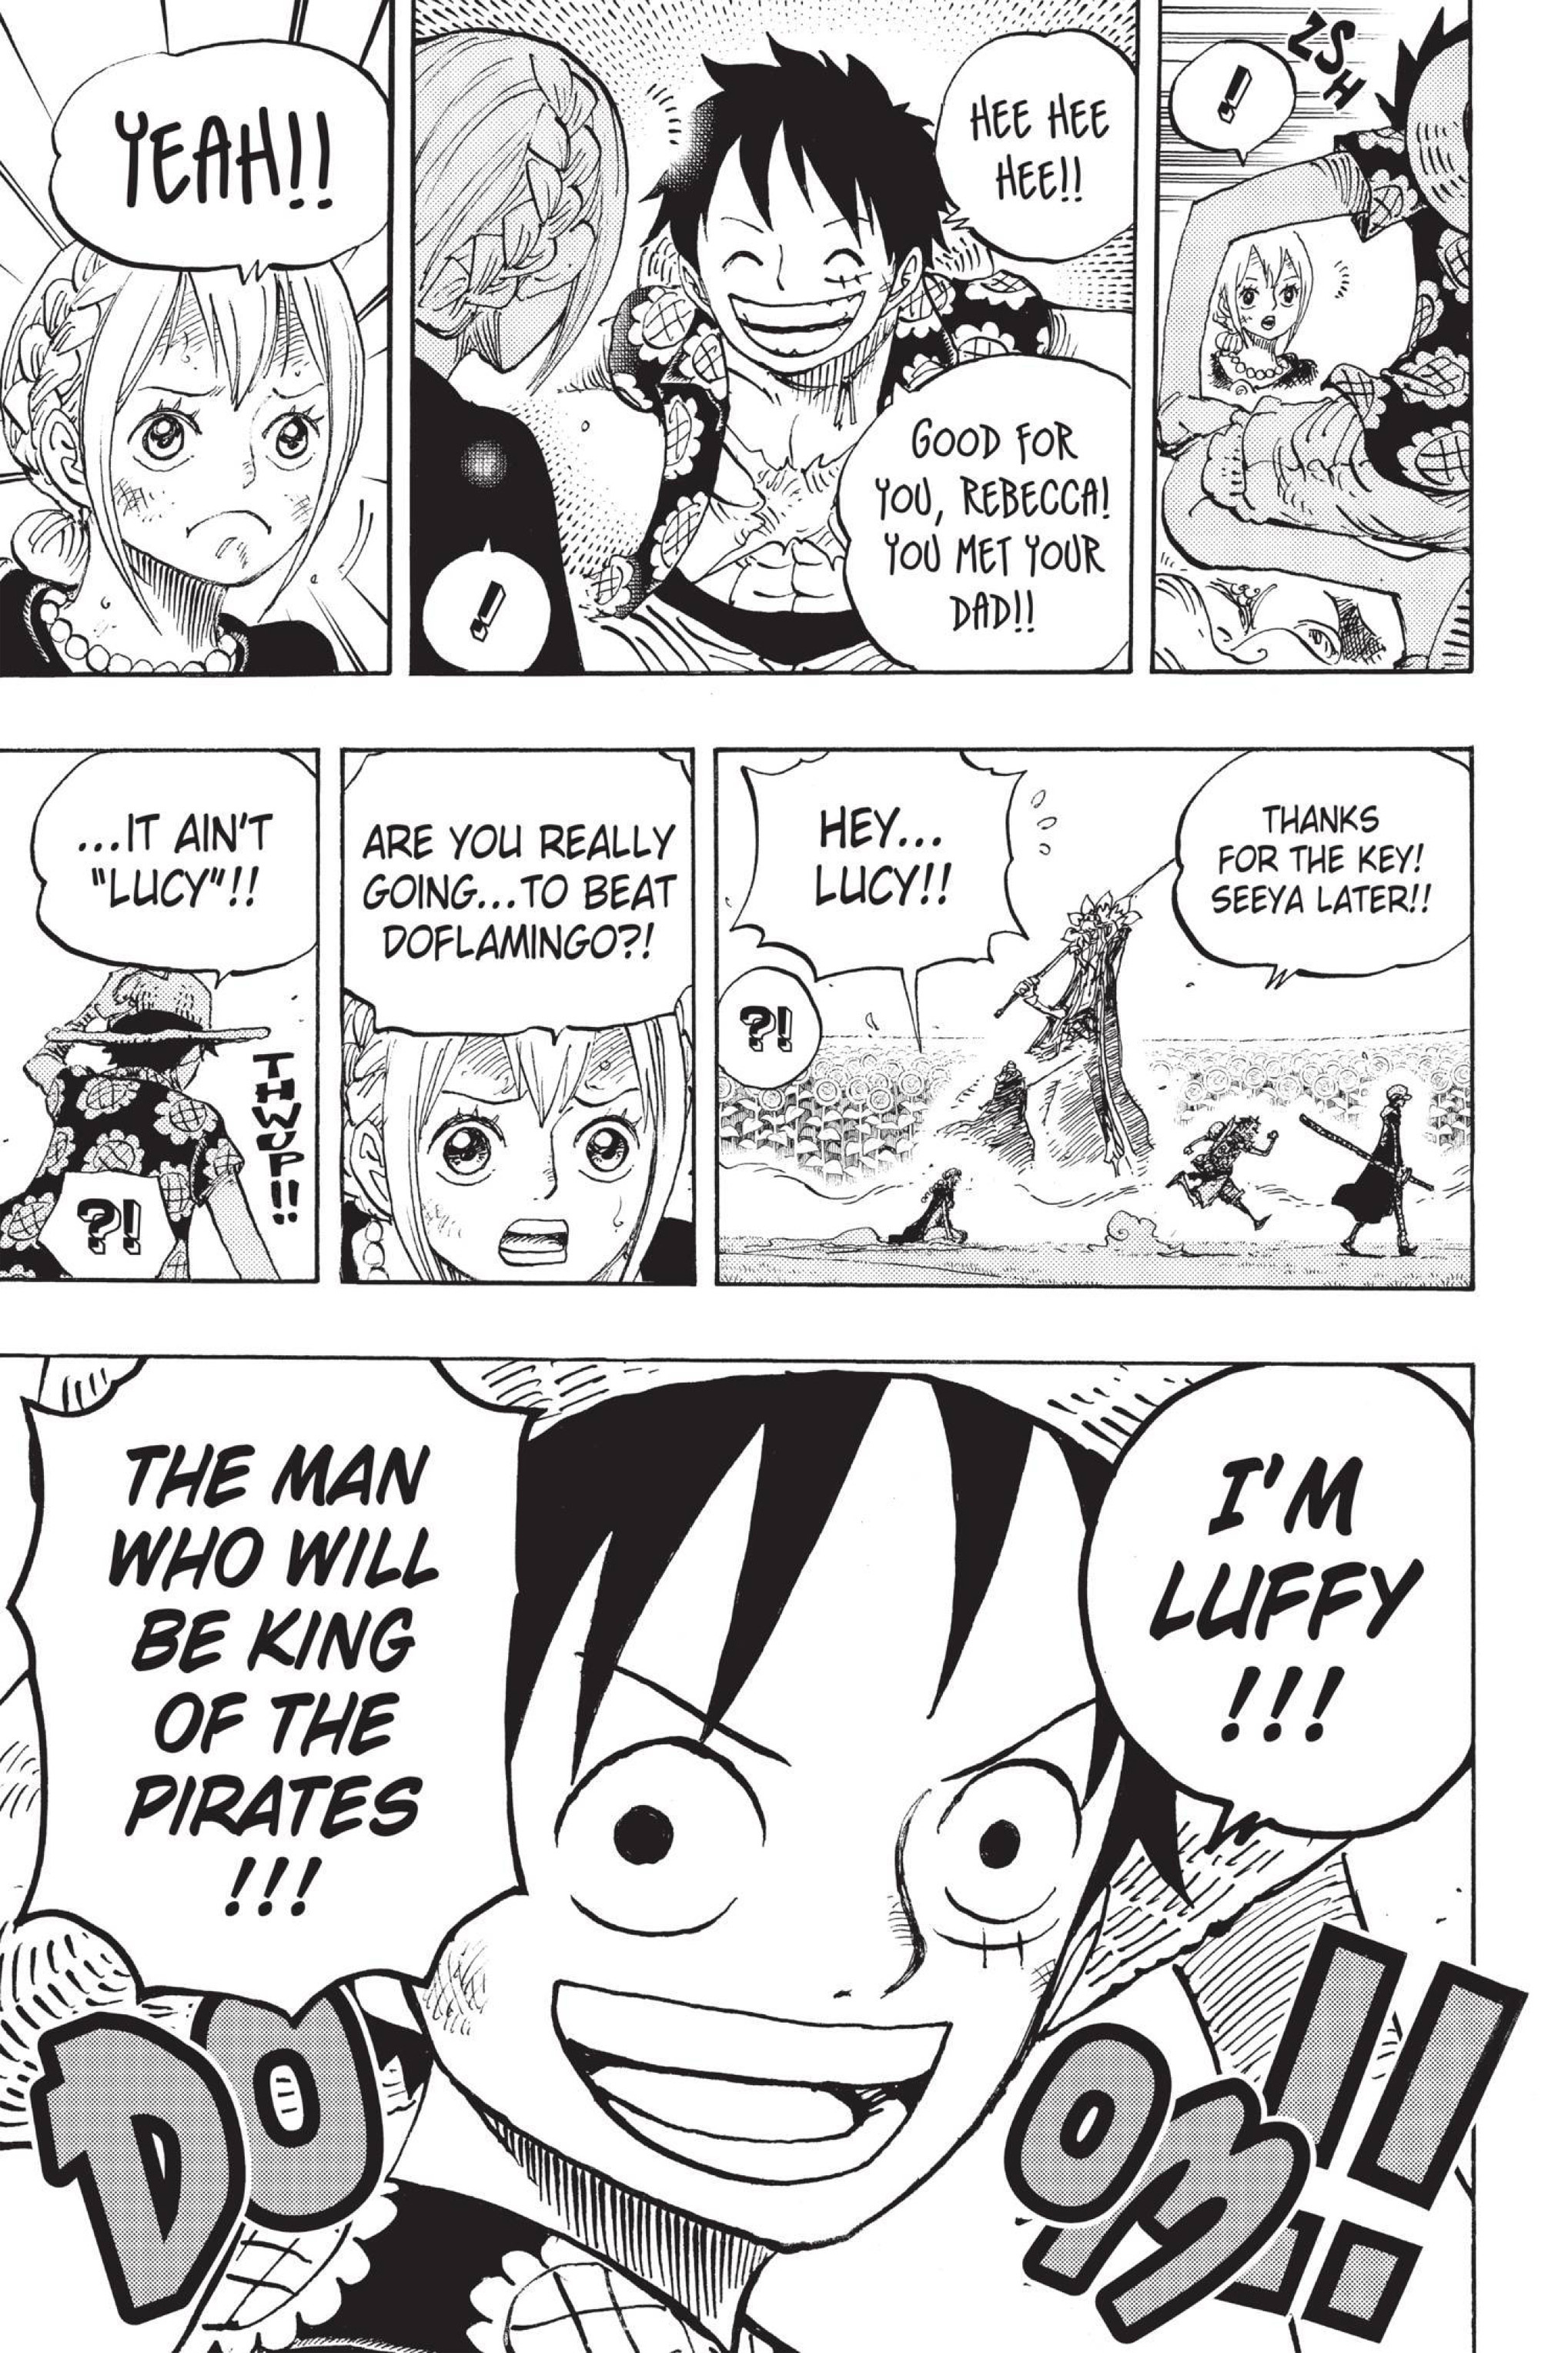 ZSH
!
HEE HEE
HEE!!
GOOD FOR
YOU, REBECCA!
YOU MET YOUR
DAD!!
!
YEAH!!
THANKS
FOR THE KEY!
SEEYA LATER!!
HEY...
LUCY!!
?!
ARE YOU REALLY
GOING...TO BEAT
DOFLAMINGO?!
...IT AIN'T
"LUCY"!!
THWUP!!
?!
I'M
LUFFY
!!!
THE MAN
WHO WILL
BE KING
OF THE
PIRATES
!!!
DOOM!!